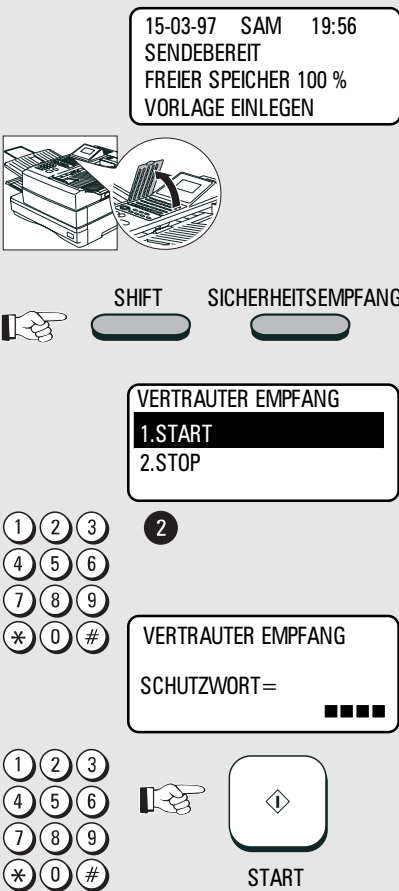 15-03-97 SAM 19:56
SENDEBEREIT
FREIER SPEICHER 100 %
VORLAGE EINLEGEN
SHIFT SICHERHEITSEMPFANG
VERTRAUTER EMPFANG
1.START
2.STOP
1 2 3
4 5 6
7 8 9
* 0 #
2
VERTRAUTER EMPFANG
SCHUTZWORT=
■■■■
1 2 3
4 5 6
7 8 9
* 0 #
START